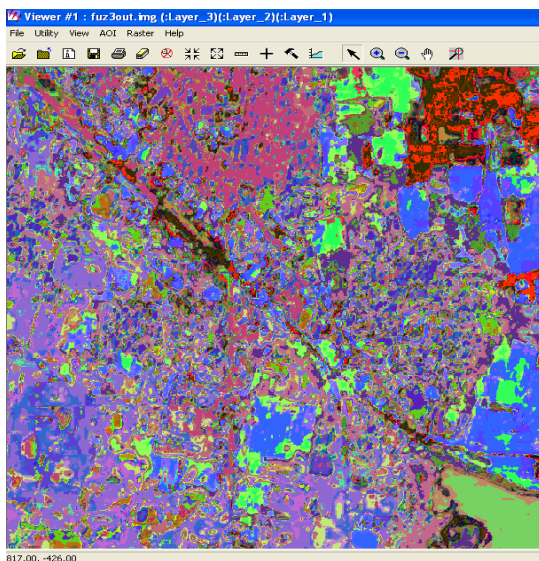 Viewer #1 : fuz3out.img (:Layer_3)(:Layer_2)(:Layer_1)
File Utility View AOI Raster Help
817.00, -426.00